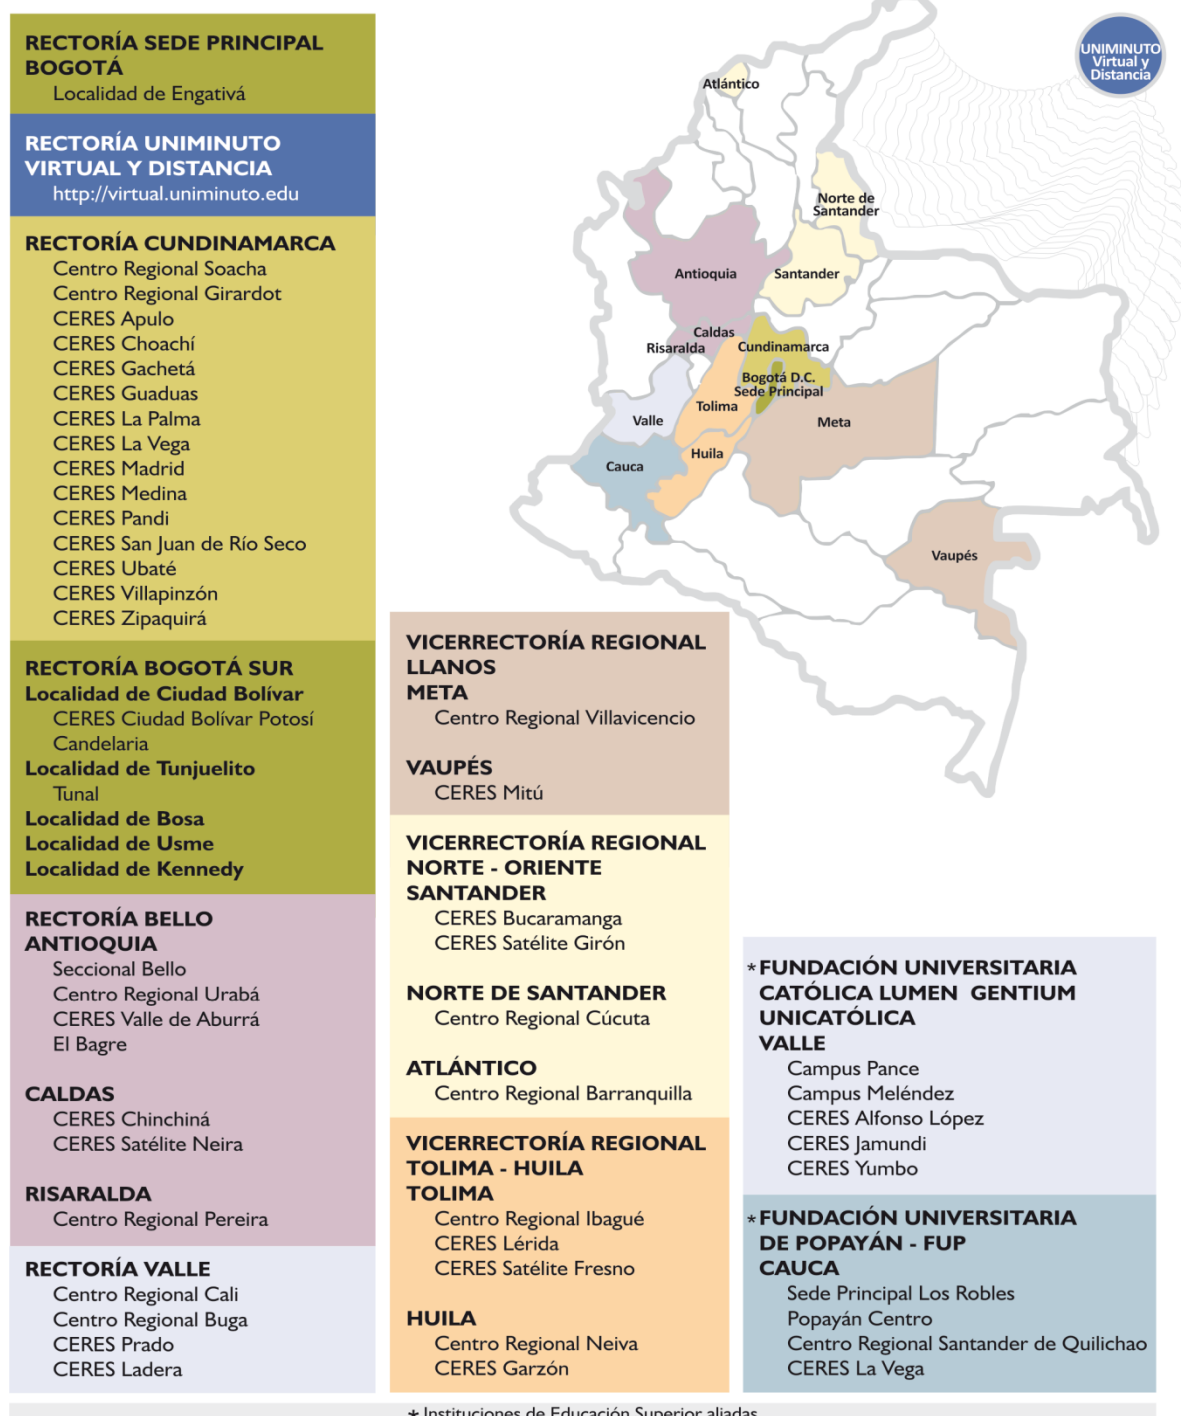 RECTORÍA SEDE PRINCIPAL
BOGOTÁ
Localidad de Engativá
RECTORÍA UNIMINUTO
VIRTUAL Y DISTANCIA
http://virtual.uniminuto.edu
RECTORÍA CUNDINAMARCA
Centro Regional Soacha
Centro Regional Girardot
CERES Apulo
CERES Choachí
CERES Gachetá
CERES Guaduas
CERES La Palma
CERES La Vega
CERES Madrid
CERES Medina
CERES Pandi
CERES San Juan de Río Seco
CERES Ubaté
CERES Villapinzón
CERES Zipaquirá
RECTORÍA BOGOTÁ SUR
Localidad de Ciudad Bolívar
CERES Ciudad Bolívar Potosí
Candelaria
Localidad de Tunjuelito
Tunal
Localidad de Bosa
Localidad de Usme
Localidad de Kennedy
RECTORÍA BELLO
ANTIOQUIA
Seccional Bello
Centro Regional Urabá
CERES Valle de Aburrá
El Bagre
CALDAS
CERES Chinchiná
CERES Satélite Neira
RISARALDA
Centro Regional Pereira
RECTORÍA VALLE
Centro Regional Cali
Centro Regional Buga
CERES Prado
CERES Ladera
UNIMINUTO
Virtual y
Distancia
Atlántico
Norte de
Santander
Antioquia
Santander
Caldas
Risaralda
Cundinamarca
Bogotá D.C.
Sede Principal
Tolima
Valle
Meta
Huila
Cauca
Vaupés
VICERRECTORÍA REGIONAL
LLANOS
META
Centro Regional Villavicencio
VAUPÉS
CERES Mitú
VICERRECTORÍA REGIONAL
NORTE - ORIENTE
SANTANDER
CERES Bucaramanga
CERES Satélite Girón
NORTE DE SANTANDER
Centro Regional Cúcuta
ATLÁNTICO
Centro Regional Barranquilla
VICERRECTORÍA REGIONAL
TOLIMA - HUILA
TOLIMA
Centro Regional Ibagué
CERES Lérida
CERES Satélite Fresno
HUILA
Centro Regional Neiva
CERES Garzón
*FUNDACIÓN UNIVERSITARIA
CATÓLICA LUMEN GENTIUM
UNICATÓLICA
VALLE
Campus Pance
Campus Meléndez
CERES Alfonso López
CERES Jamundi
CERES Yumbo
*FUNDACIÓN UNIVERSITARIA
DE POPAYÁN - FUP
CAUCA
Sede Principal Los Robles
Popayán Centro
Centro Regional Santander de Quilichao
CERES La Vega
* Instituciones de Educación Superior aliadas